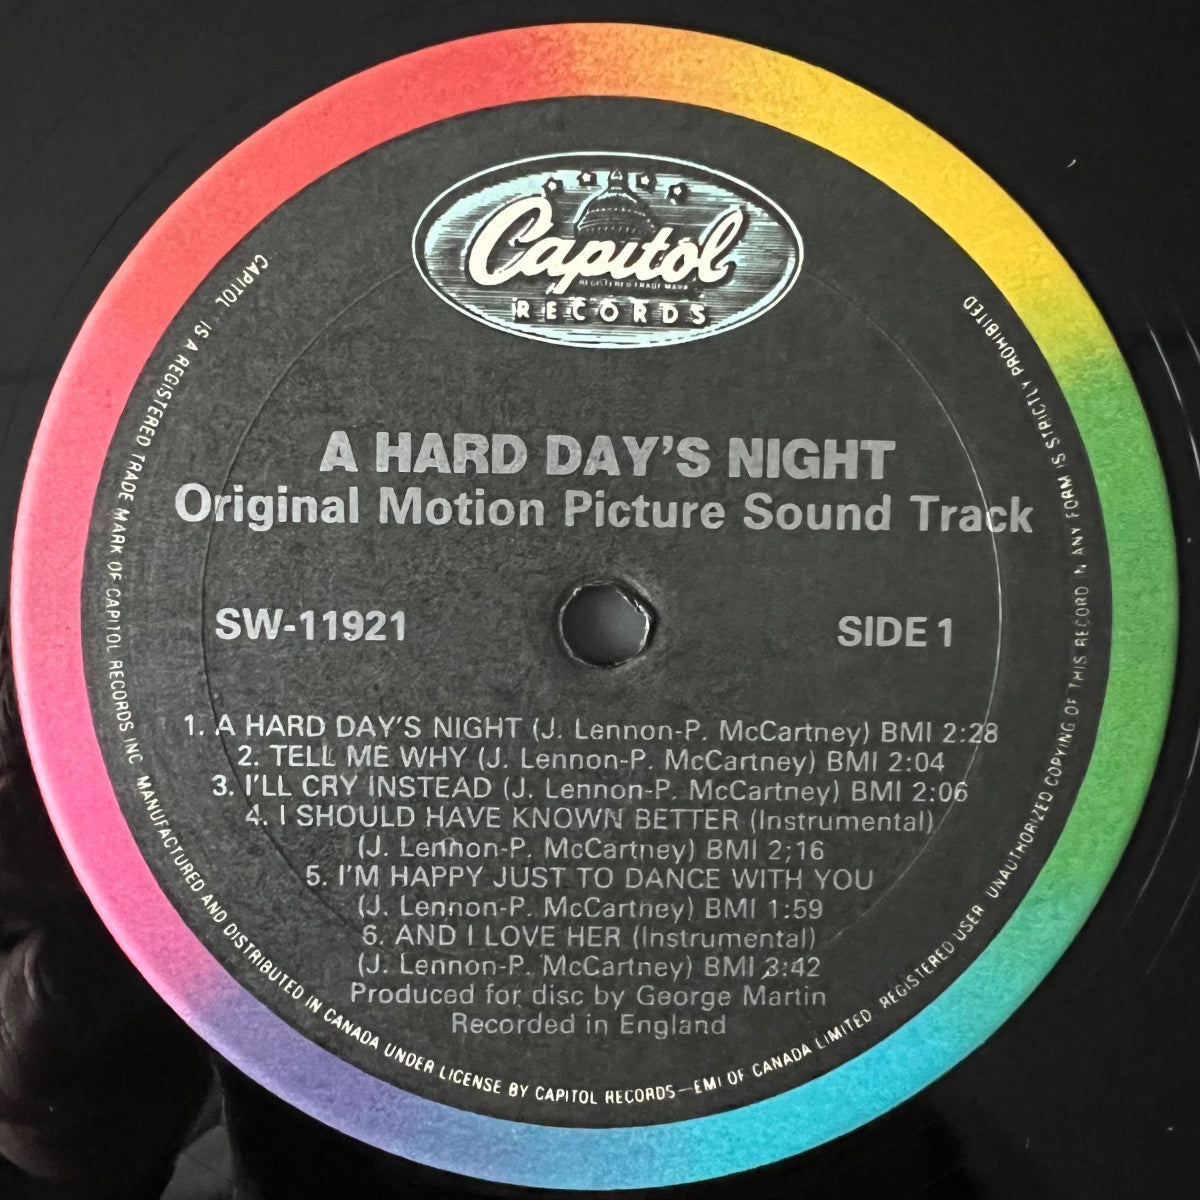 Capitol
REGISTERED TRADE MARK
RECORDS
A HARD DAY'S NIGHT
Original Motion Picture Sound Track
SW-11921
SIDE 1
1. A HARD DAY'S NIGHT (J. Lennon-P. McCartney) BMI 2:28
2. TELL ME WHY (J. Lennon-P. McCartney) BMI 2:04
3. I'LL CRY INSTEAD (J. Lennon-P. McCartney) BMI 2:06
4. I SHOULD HAVE KNOWN BETTER (Instrumental)
(J. Lennon-P. McCartney) BMI 2;16
5. I'M HAPPY JUST TO DANCE WITH YOU
(J. Lennon-P. McCartney) BMI 1:59
6. AND I LOVE HER (Instrumental)
(J. Lennon-P. McCartney) BMI 3:42
Produced for disc by George Martin
Recorded in England
CAPITOL IS A REGISTERED TRADE MARK OF CAPITOL RECORDS INC MANUFACTURED AND DISTRIBUTED IN CANADA UNDER LICENSE BY CAPITOL RECORDS—EMI OF CANADA LIMITED REGISTERED USER UNAUTHORIZED COPYING OF THIS RECORD IN ANY FORM IS STRICTLY PROHIBITED